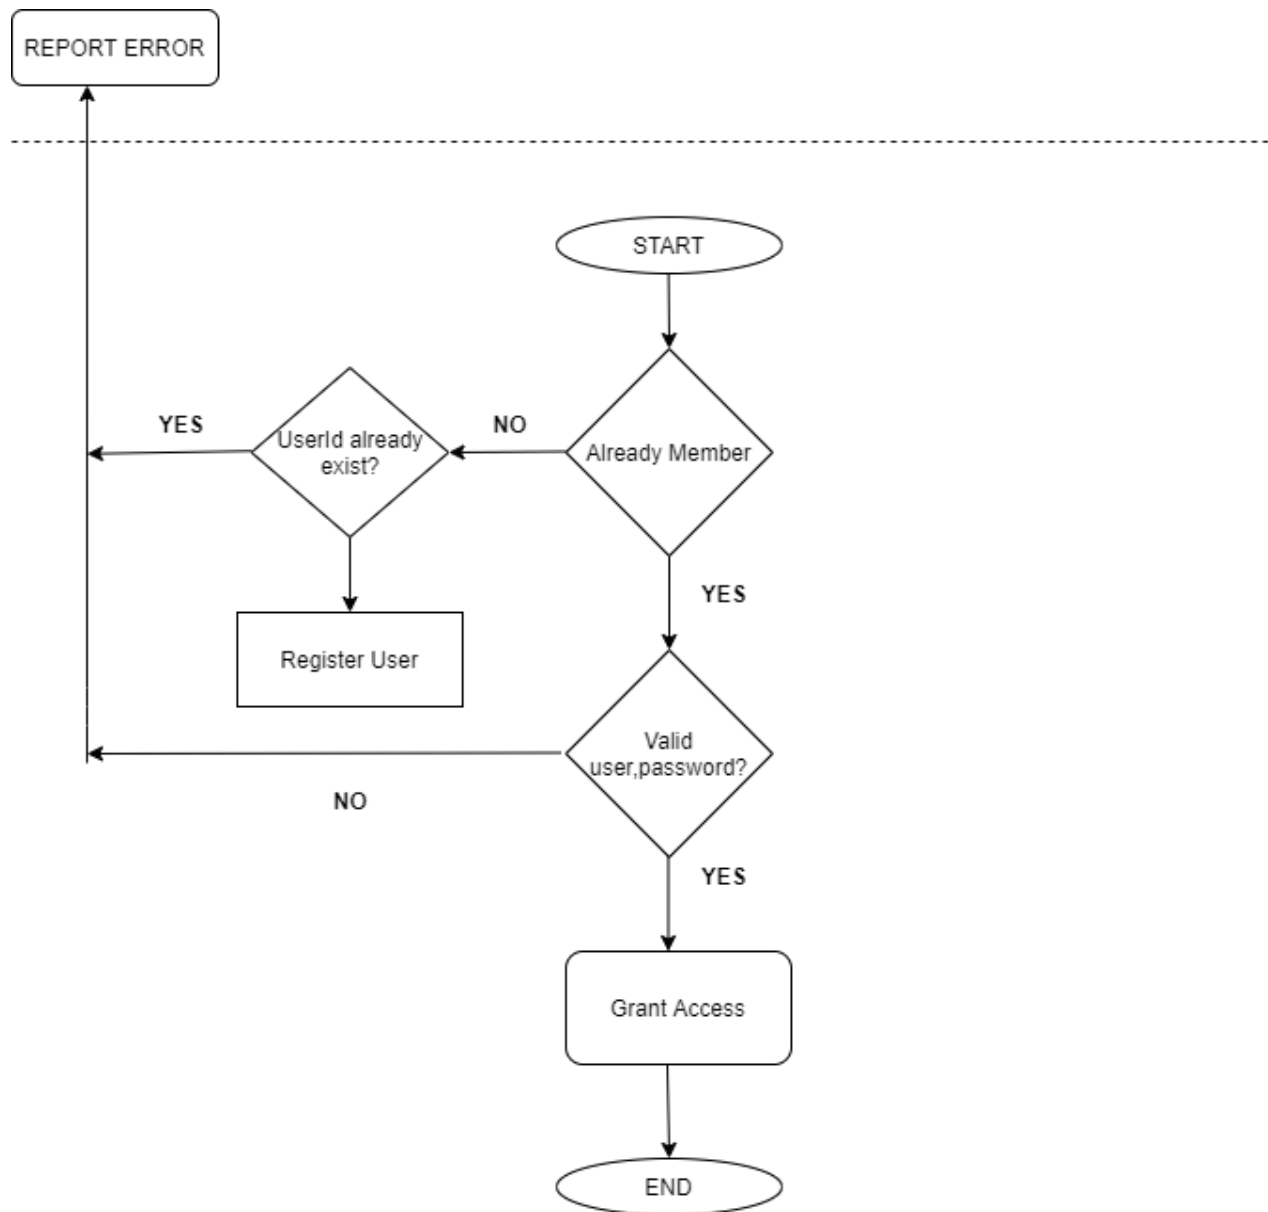 REPORT ERROR
START
YES
NO
UserId already
exist?
Already Member
YES
Register User
Valid
user,password?
NO
YES
Grant Access
END